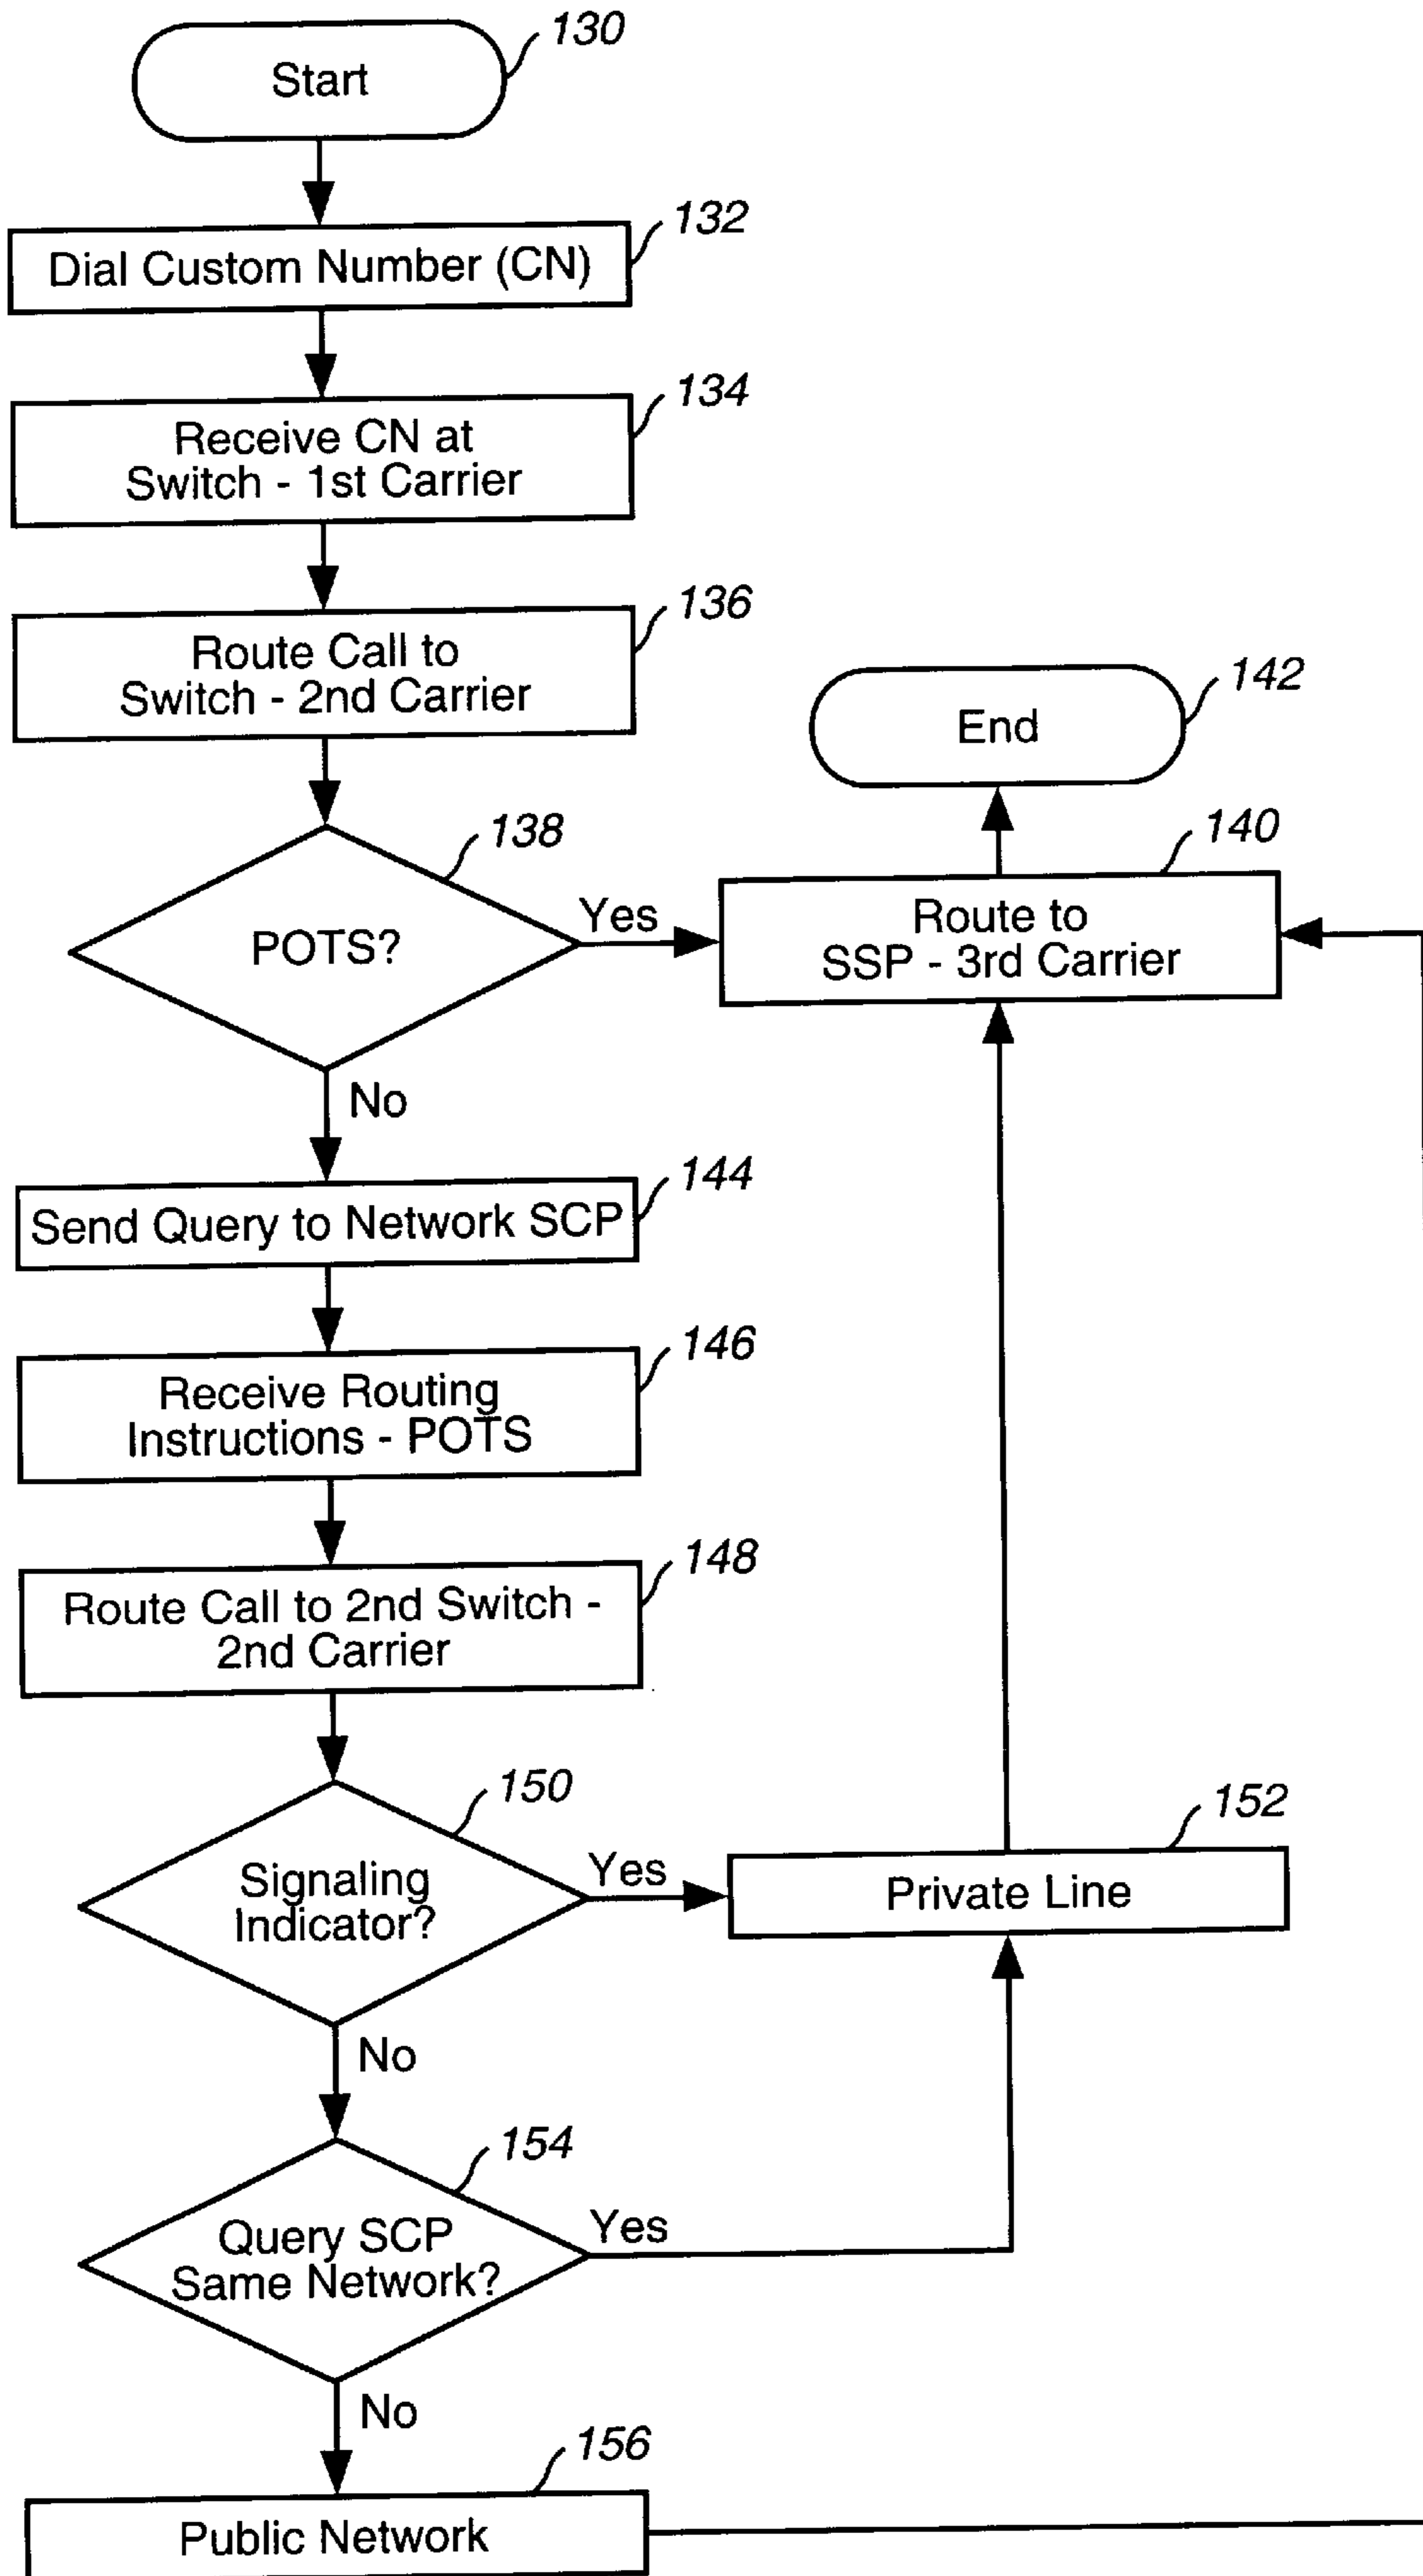 130
Start
132
Dial Custom Number (CN)
134
Receive CN at
Switch - 1st Carrier
136
Route Call to
Switch - 2nd Carrier
142
End
138
POTS?
Yes
140
Route to
SSP - 3rd Carrier
No
144
Send Query to Network SCP
146
Receive Routing
Instructions - POTS
148
Route Call to 2nd Switch -
2nd Carrier
150
Signaling
Indicator?
Yes
152
Private Line
No
154
Query SCP
Same Network?
Yes
No
156
Public Network